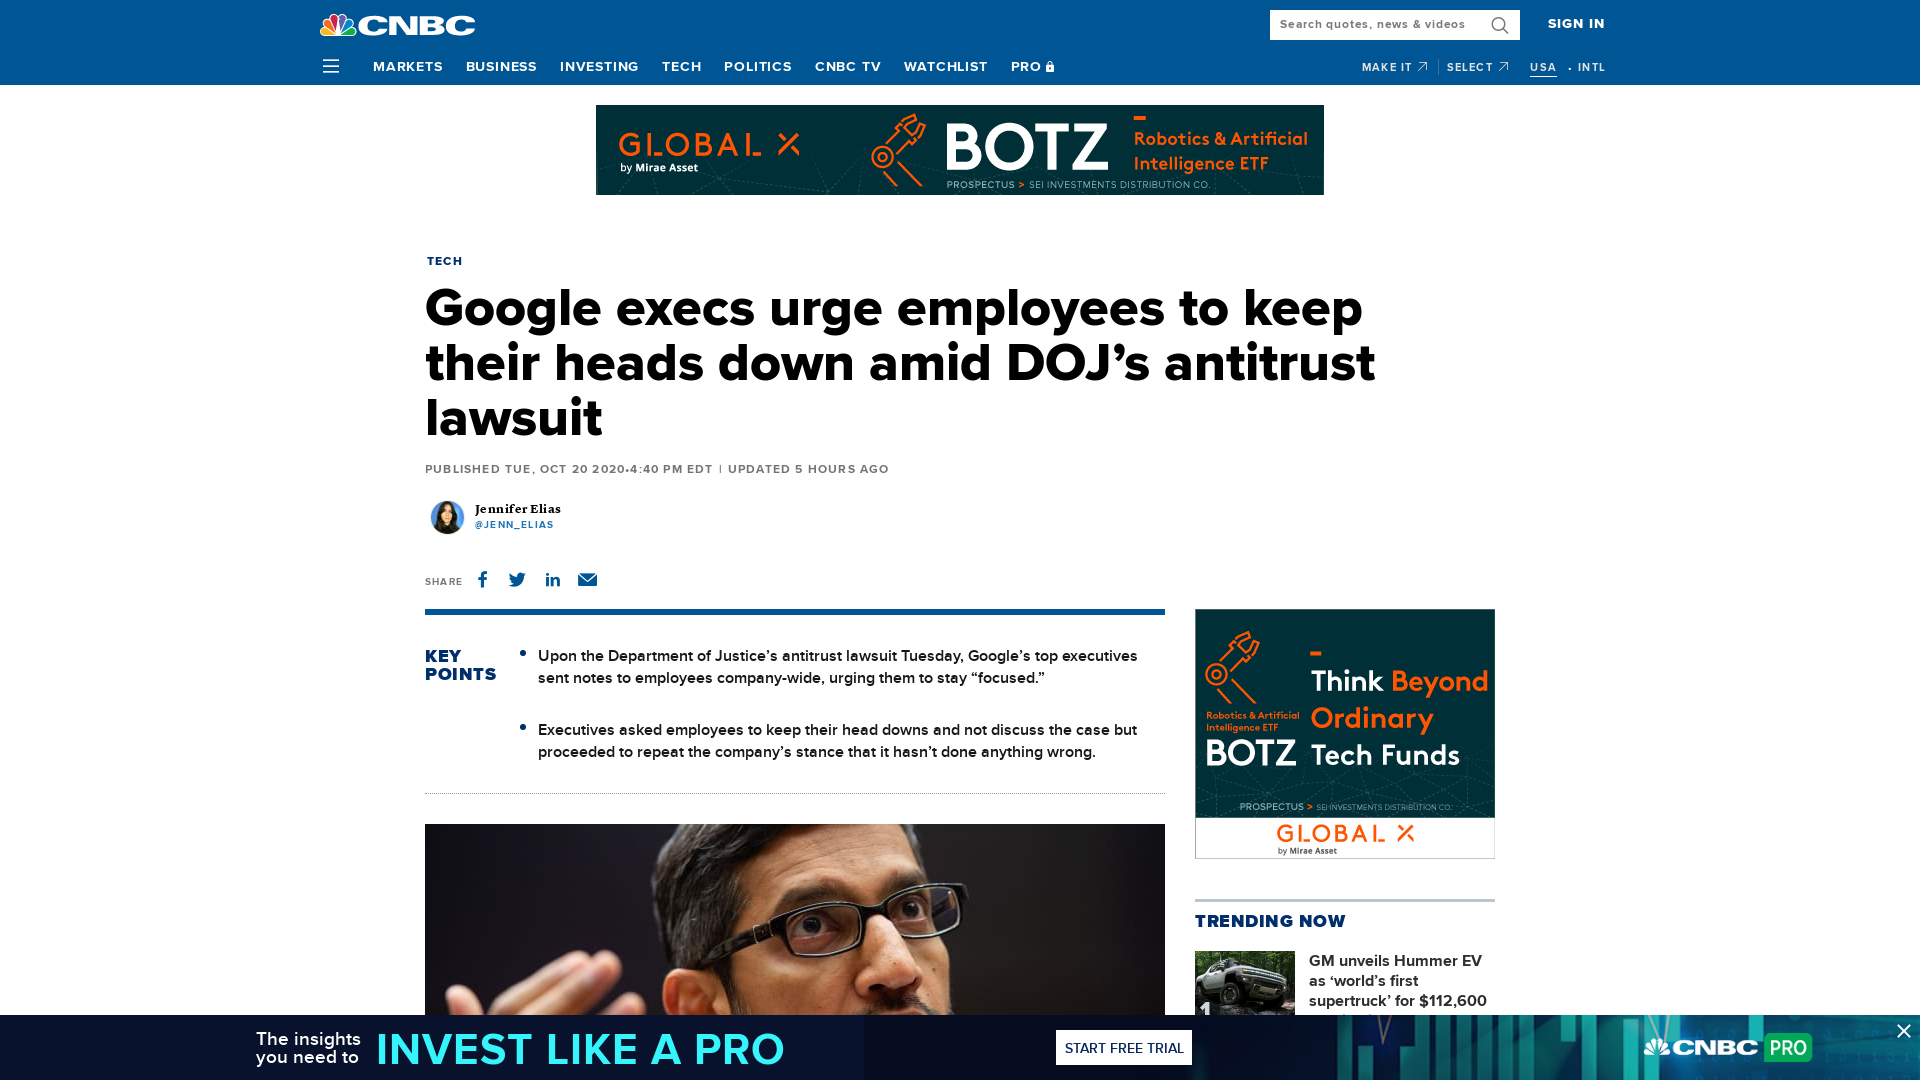 CNBC
Search quotes, news & videos
SIGN IN
MARKETS BUSINESS INVESTING TECH POLITICS CNBC TV WATCHLIST PRO
MAKE IT SELECT USA • INTL
GLOBAL X
by Mirae Asset
BOTZ
Robotics & Artificial
Intelligence ETF
PROSPECTUS > SEI INVESTMENTS DISTRIBUTION CO.
TECH
Google execs urge employees to keep
their heads down amid DOJ’s antitrust
lawsuit
PUBLISHED TUE, OCT 20 2020•4:40 PM EDT | UPDATED 5 HOURS AGO
Jennifer Elias
@JENN_ELIAS
SHARE
KEY
POINTS
• Upon the Department of Justice’s antitrust lawsuit Tuesday, Google’s top executives
sent notes to employees company-wide, urging them to stay “focused.”
• Executives asked employees to keep their head downs and not discuss the case but
proceeded to repeat the company’s stance that it hasn’t done anything wrong.
Robotics & Artificial
Intelligence ETF
BOTZ
Think Beyond
Ordinary
Tech Funds
PROSPECTUS > SEI INVESTMENTS DISTRIBUTION CO.
GLOBAL X
by Mirae Asset
TRENDING NOW
1
GM unveils Hummer EV
as ‘world’s first
supertruck’ for $112,600
The insights
you need to
INVEST LIKE A PRO
START FREE TRIAL
CNBC PRO